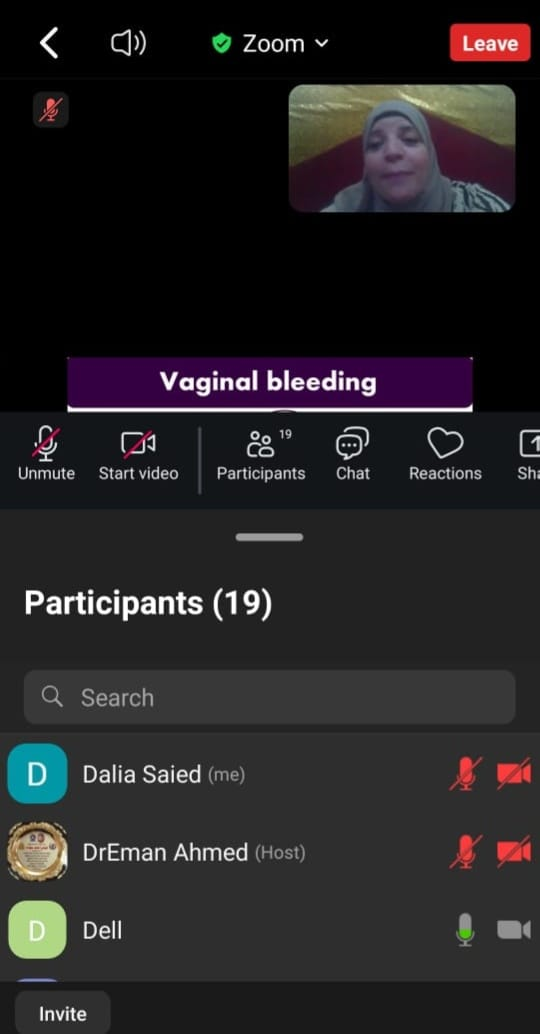 Zoom
Leave
Vaginal bleeding
Unmute
Start video
19
Participants
Chat
Reactions
Sha
Participants (19)
Search
D
Dalia Saied (me)
DrEman Ahmed (Host)
D
Dell
Invite